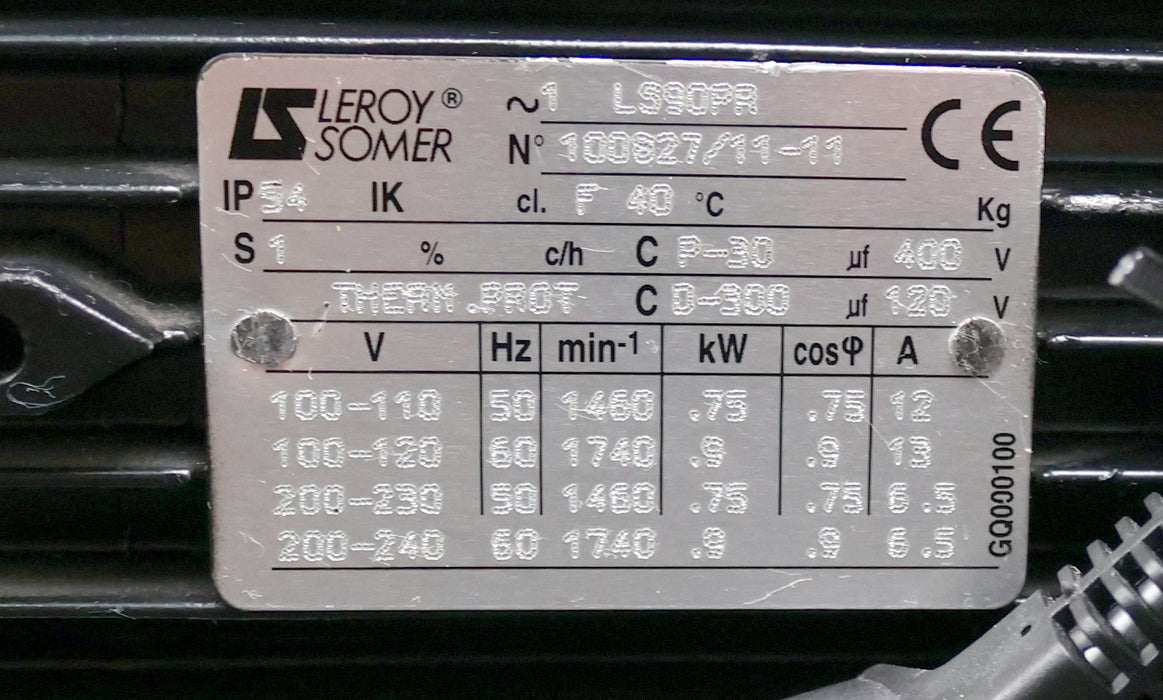 LEROY®
SOMER
~1 LS90PR
N° 100827/11-11
CE
IP 54 IK cl. F 40 °C Kg
S 1 % c/h C P-30 µf 400 V
THERM.PROT C D-300 µf 120 V
V Hz min-1 kW cosφ A
100-110 50 1460 .75 .75 12
100-120 60 1740 .9 .9 13
200-230 50 1460 .75 .75 6.5
200-240 60 1740 .9 .9 6.5
GQ000100